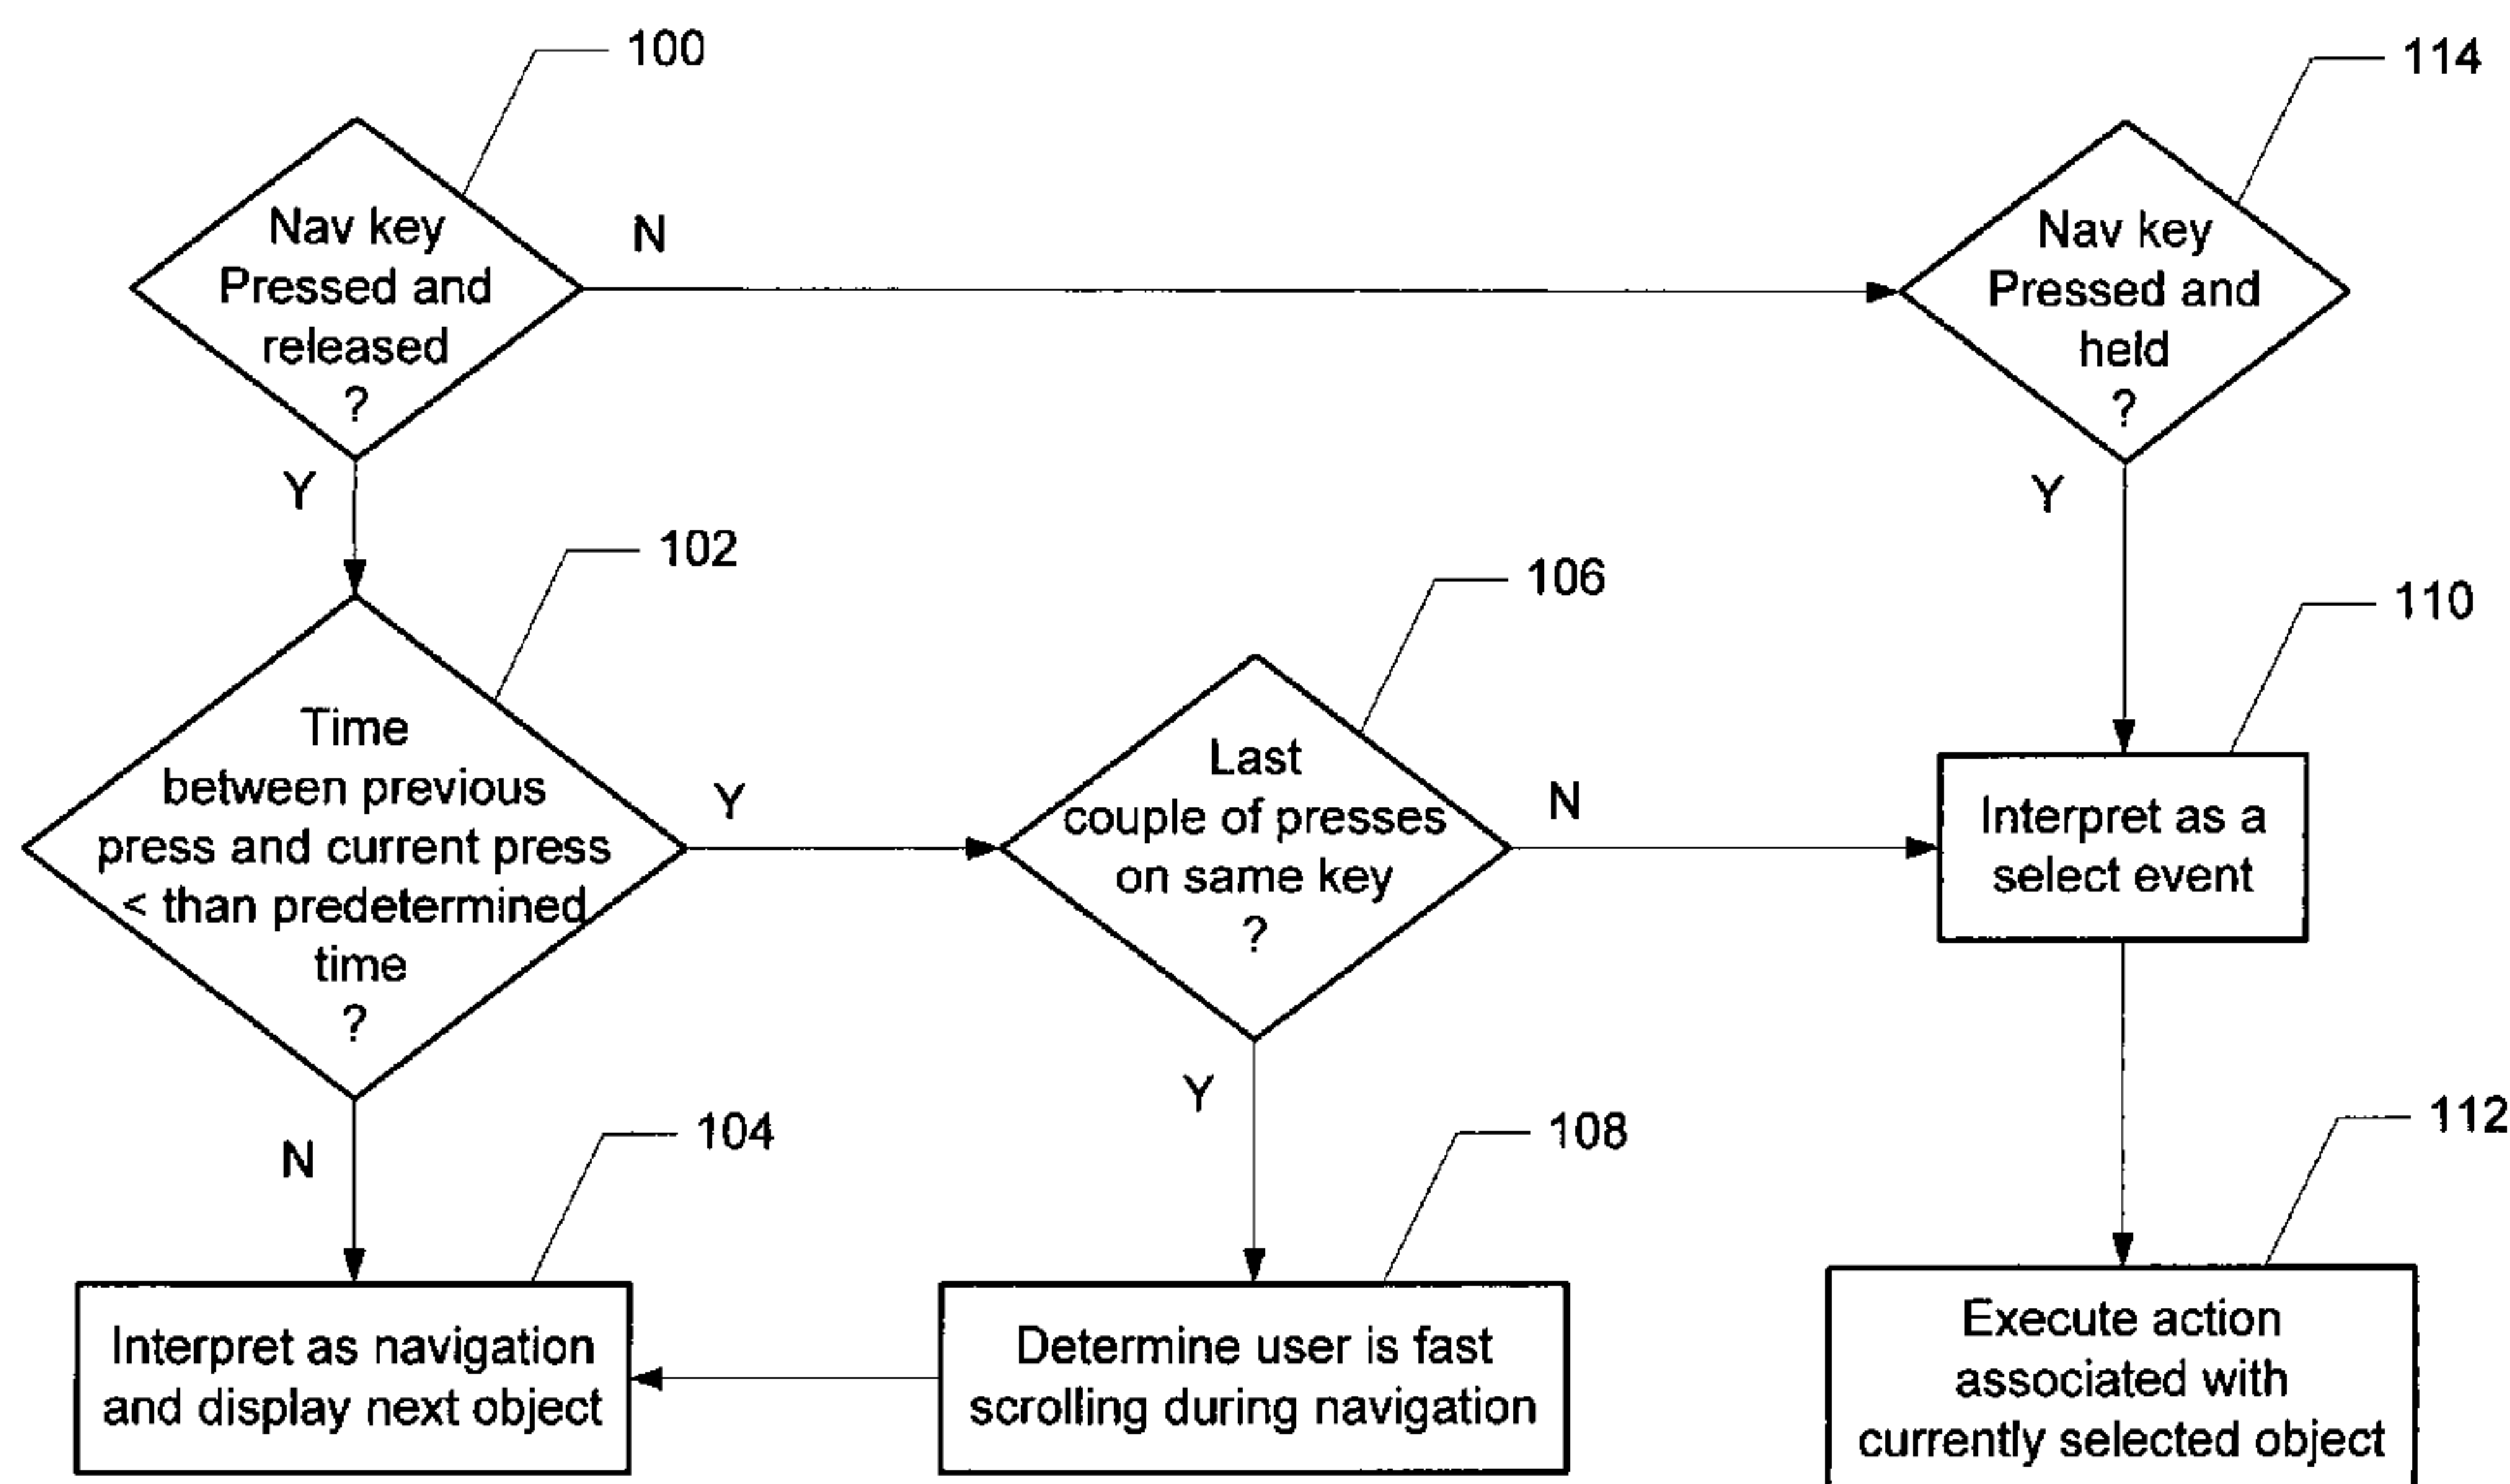 100
114
Nav key
Pressed and
released
?
N
Nav key
Pressed and
held
?
Y
Y
102
106
110
Time
between previous
press and current press
< than predetermined
time
?
Y
Last
couple of presses
on same key
?
N
Interpret as a
select event
N
Y
104
108
112
Interpret as navigation
and display next object
Determine user is fast
scrolling during navigation
Execute action
associated with
currently selected object